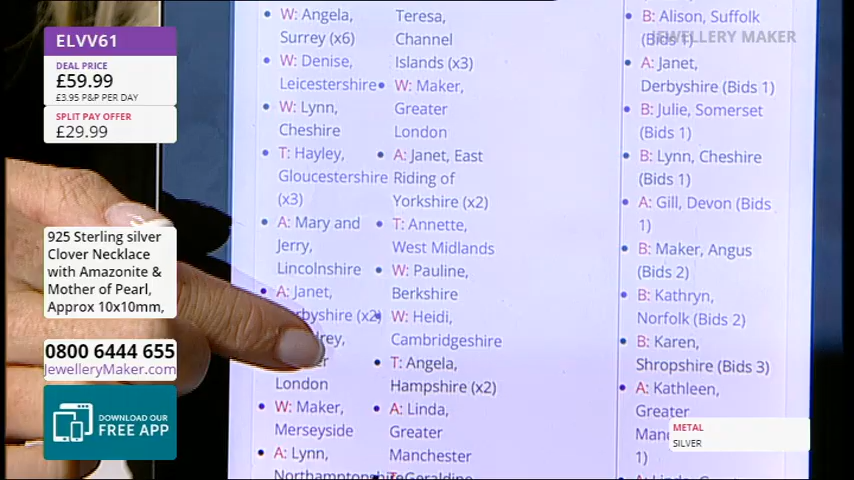 ELVV61
DEAL PRICE
£59.99
£3.95 P&P PER DAY
SPLIT PAY OFFER
£29.99
925 Sterling silver
Clover Necklace
with Amazonite &
Mother of Pearl,
Approx 10x10mm,
0800 6444 655
JewelleryMaker.com
DOWNLOAD OUR
FREE APP
W: Angela,
Surrey (x6)
W: Denise,
Leicestershire
W: Lynn,
Cheshire
T: Hayley,
Gloucestershire
(x3)
A: Mary and
Jerry,
Lincolnshire
A: Janet,
(x2)
London
W: Maker,
Merseyside
A: Lynn,
Northamptonshire
Teresa,
Channel
Islands (x3)
W: Maker,
Greater
London
A: Janet, East
Riding of
Yorkshire (x2)
T: Annette,
West Midlands
W: Pauline,
Berkshire
W: Heidi,
Cambridgeshire
T: Angela,
Hampshire (x2)
A: Linda,
Greater
Manchester
T: Geraldine
JEWELLERY MAKER
B: Alison, Suffolk
(Bids 1)
A: Janet,
Derbyshire (Bids 1)
B: Julie, Somerset
(Bids 1)
B: Lynn, Cheshire
(Bids 1)
A: Gill, Devon (Bids
1)
B: Maker, Angus
(Bids 2)
B: Kathryn,
Norfolk (Bids 2)
B: Karen,
Shropshire (Bids 3)
A: Kathleen,
Greater
1)
METAL
SILVER